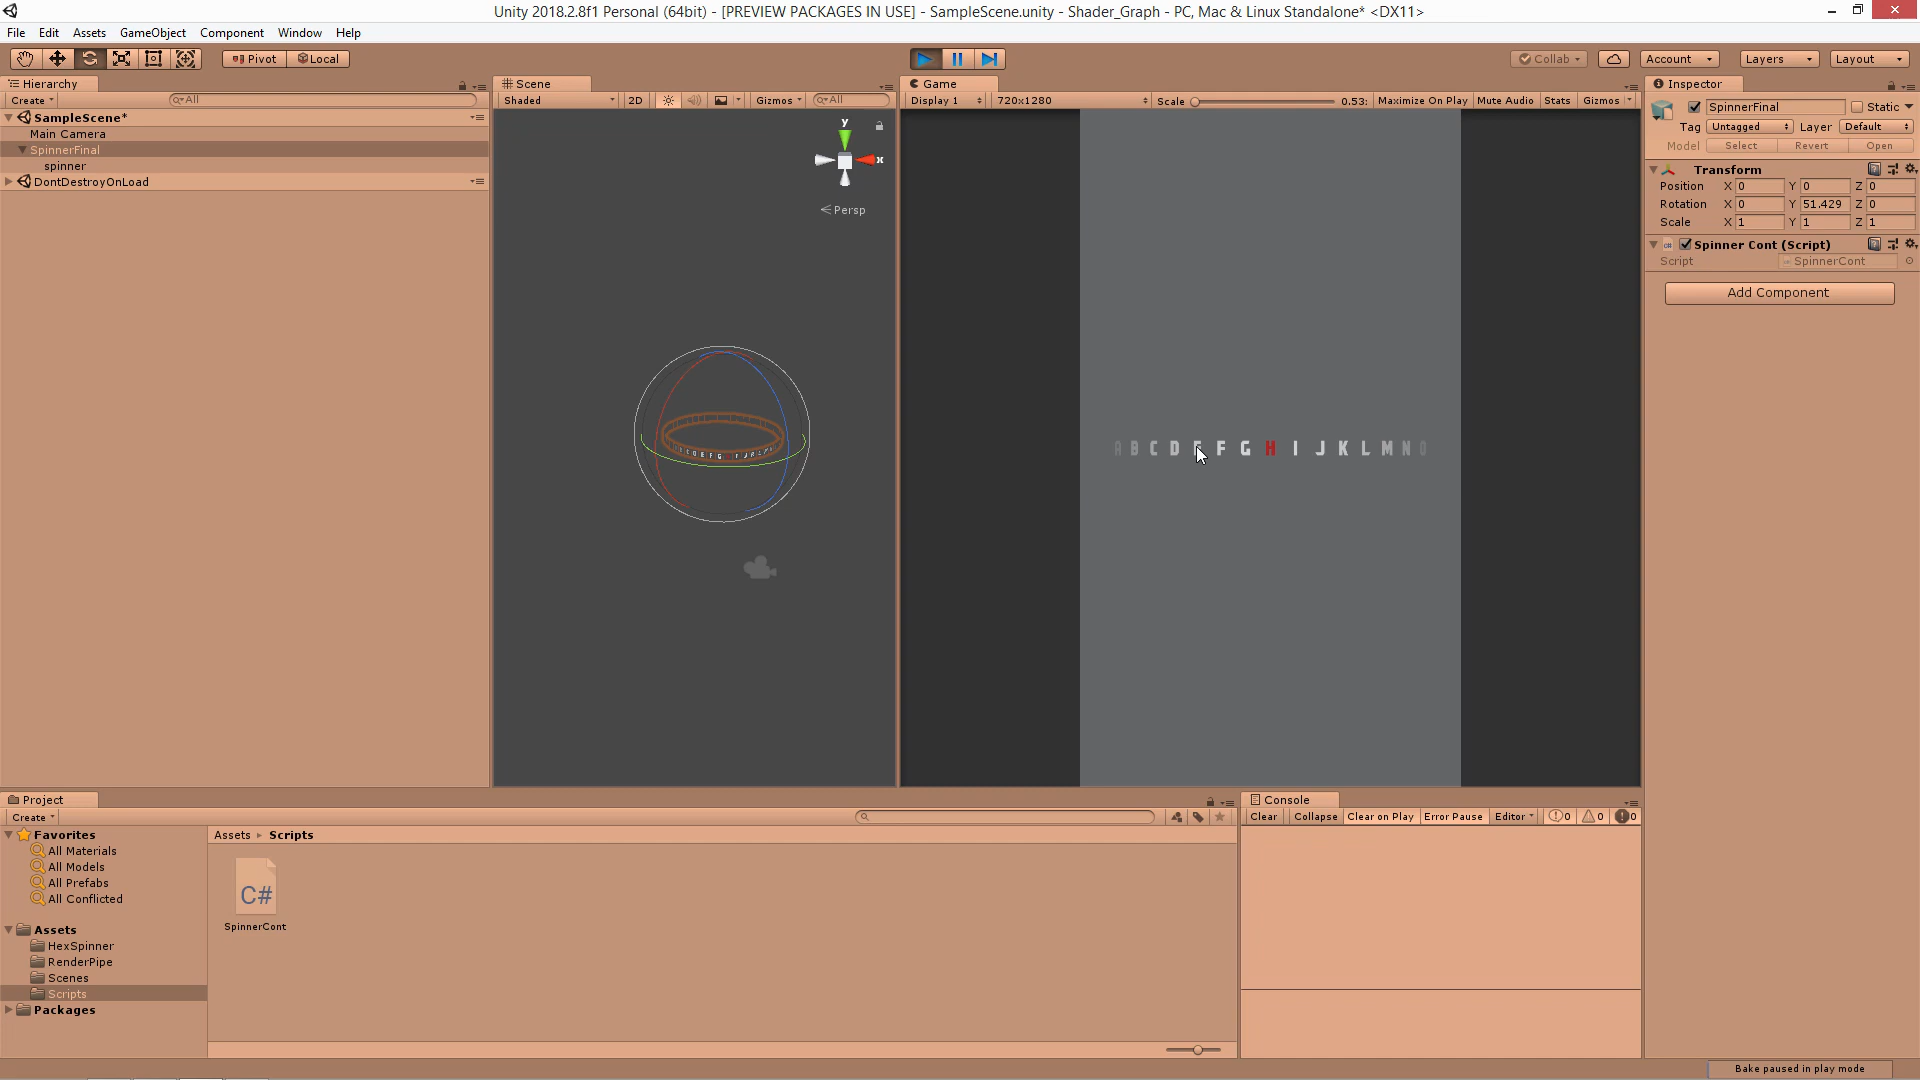 Unity 2018.2.8f1 Personal (64bit) - [PREVIEW PACKAGES IN USE] - SampleScene.unity - Shader_Graph - PC, Mac & Linux Standalone* <DX11>
File Edit Assets GameObject Component Window Help
Pivot Local Collab Account Layers Layout
Hierarchy
Create All
SampleScene*
Main Camera
SpinnerFinal
spinner
DontDestroyOnLoad
Scene
Shaded 2D Gizmos All
y
x
Persp
Game
Display 1 720x1280 Scale 0.53: Maximize On Play Mute Audio Stats Gizmos
A B C D E F G H I J K L M N O
Inspector
SpinnerFinal Static
Tag Untagged Layer Default
Model Select Revert Open
Transform
Position X 0 Y 0 Z 0
Rotation X 0 Y 51.429 Z 0
Scale X 1 Y 1 Z 1
Spinner Cont (Script)
Script SpinnerCont
Add Component
Project
Create
Favorites
All Materials
All Models
All Prefabs
All Conflicted
Assets
HexSpinner
RenderPipe
Scenes
Scripts
Packages
Assets Scripts
C#
SpinnerCont
Console
Clear Collapse Clear on Play Error Pause Editor 0 0 0
Bake paused in play mode